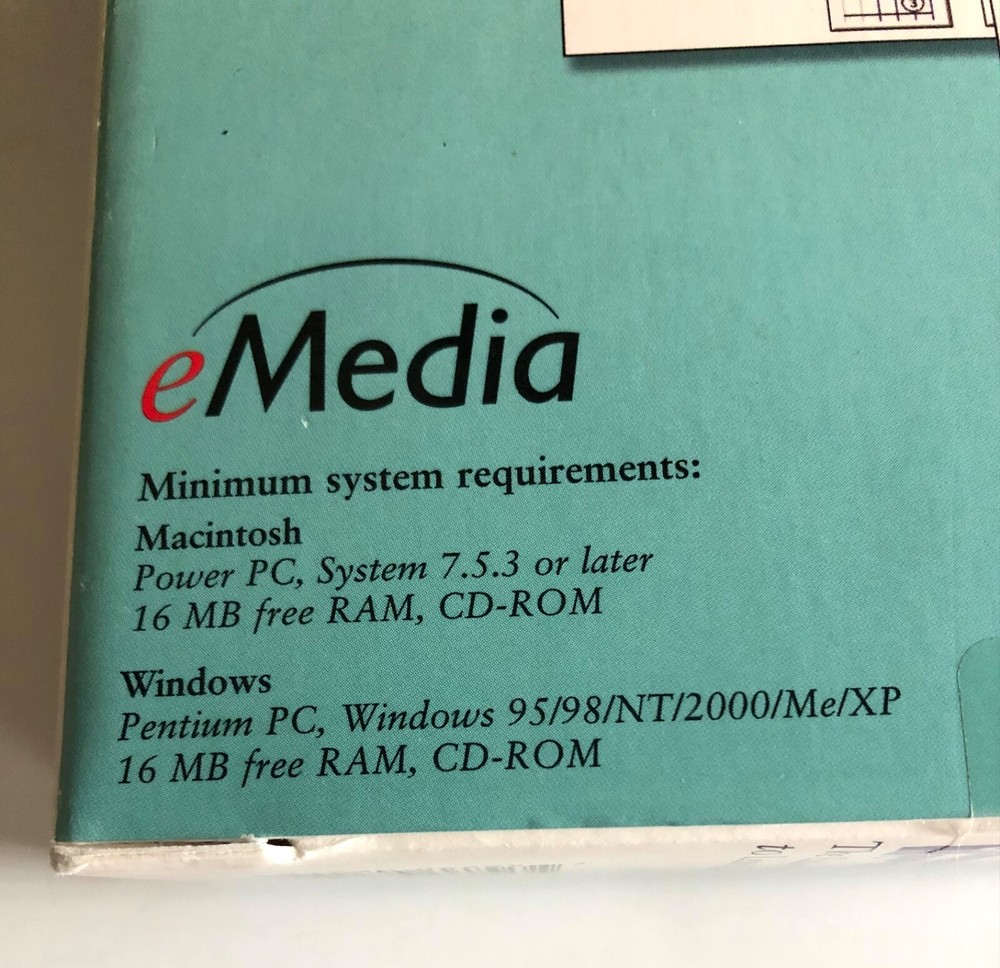 eMedia
Minimum system requirements:
Macintosh
Power PC, System 7.5.3 or later
16 MB free RAM, CD-ROM
Windows
Pentium PC, Windows 95/98/NT/2000/Me/XP
16 MB free RAM, CD-ROM